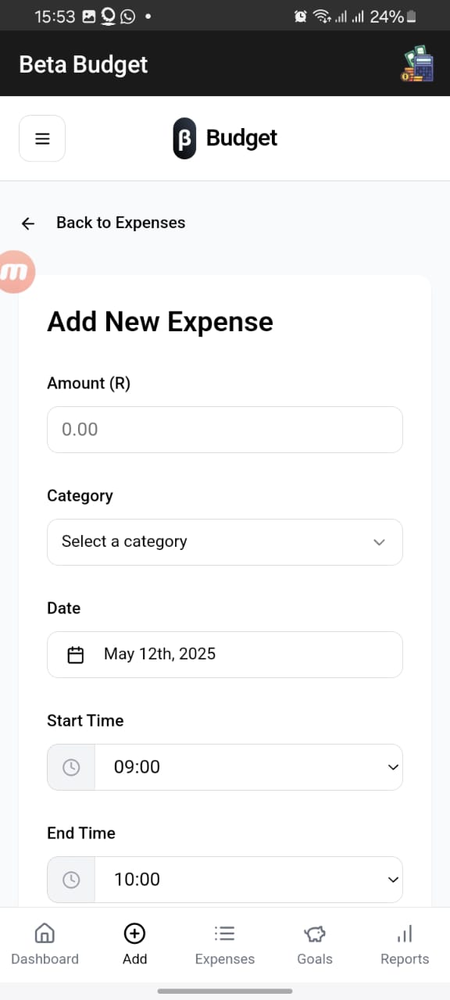 15:53
24%
Beta Budget
β Budget
Back to Expenses
m
Add New Expense
Amount (R)
0.00
Category
Select a category
Date
May 12th, 2025
Start Time
09:00
End Time
10:00
Dashboard Add Expenses Goals Reports